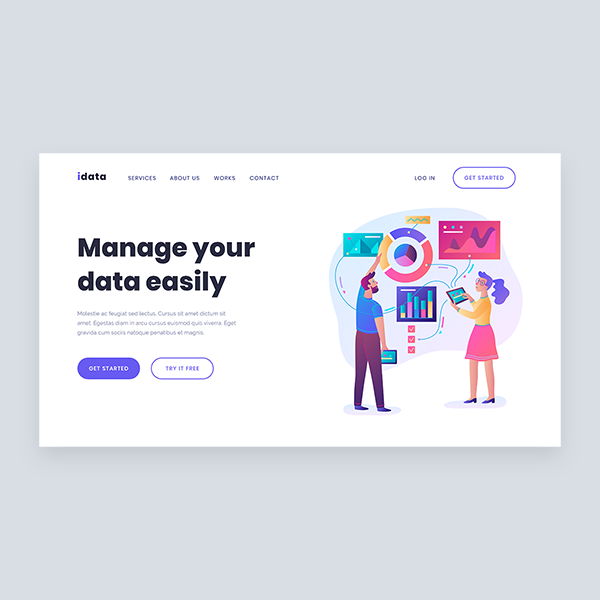 idata
SERVICES
ABOUT US
WORKS
CONTACT
LOG IN
GET STARTED
Manage your
data easily
Molestie ac feugiat sed lectus. Cursus sit amet dictum sit
amet. Egestas diam in arcu cursus euismod quis viverra. Eget
gravida cum sociis natoque penatibus et magnis.
GET STARTED
TRY IT FREE